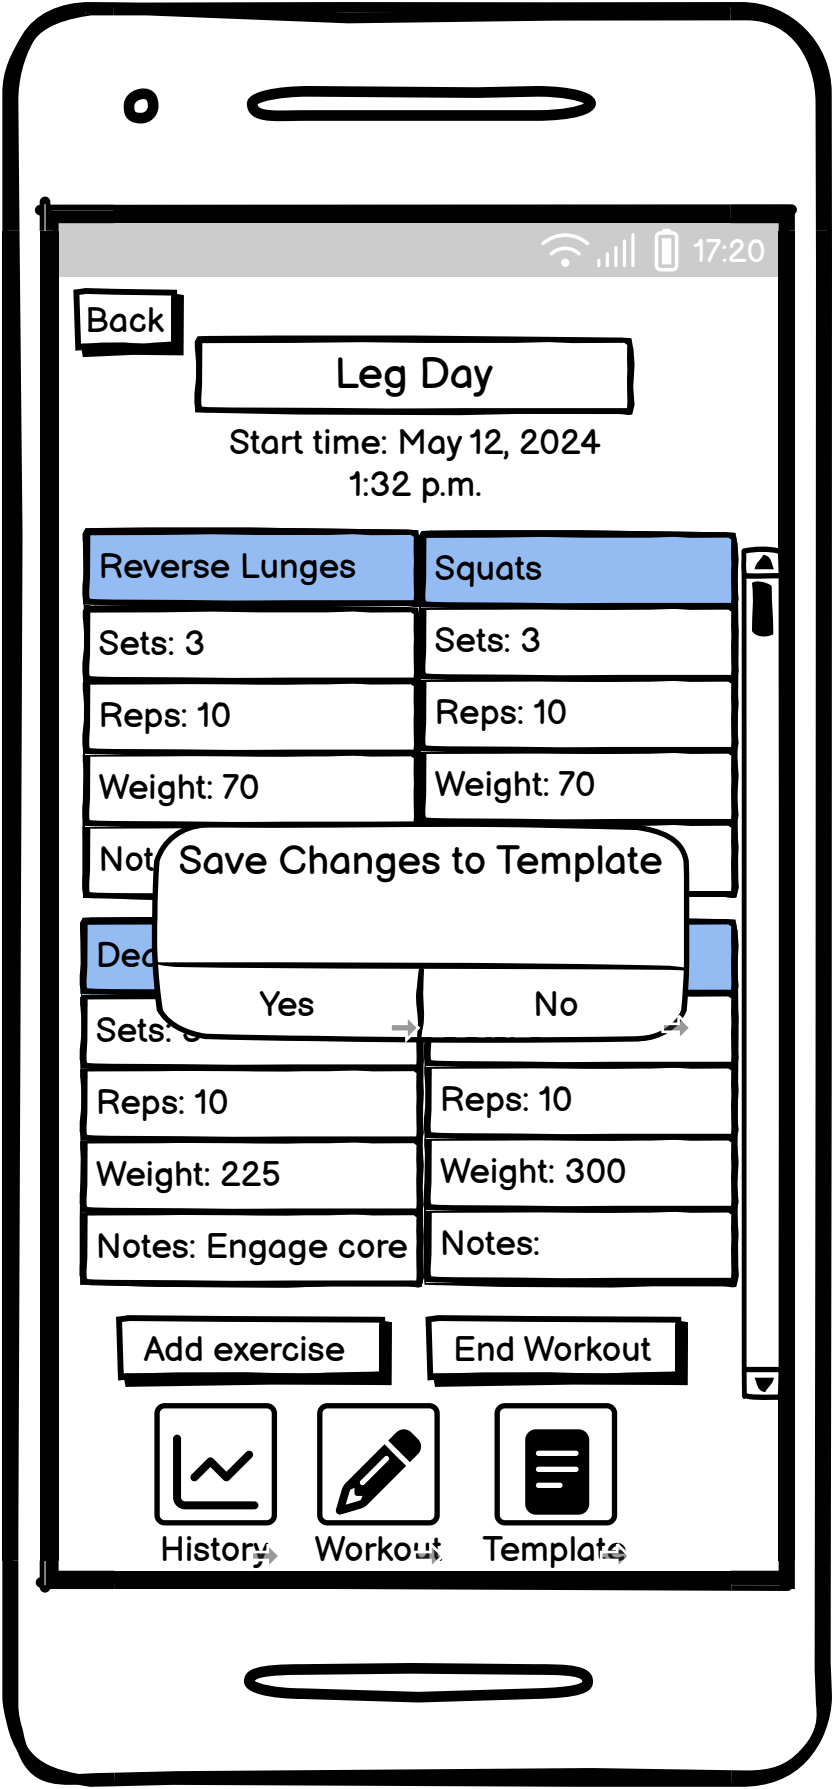 17:20
Back
Leg Day
Start time: May 12, 2024
1:32 p.m.
Reverse Lunges
Squats
Sets: 3
Sets: 3
Reps: 10
Reps: 10
Weight: 70
Weight: 70
Save Changes to Template
Yes
No
Sets:
Reps: 10
Reps: 10
Weight: 225
Weight: 300
Notes: Engage core
Notes:
Add exercise
End Workout
History
Workout
Template